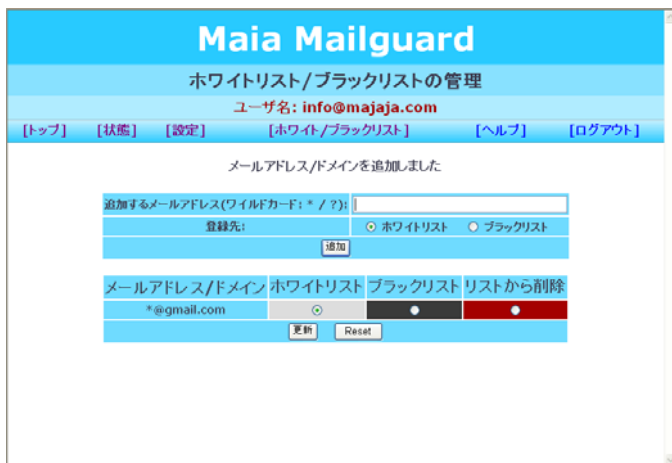 Maia Mailguard
ホワイトリスト/ブラックリストの管理
ユーザ名: info@majaja.com
[トップ] [状態] [設定] [ホワイト/ブラックリスト] [ヘルプ] [ログアウト]
メールアドレス/ドメインを追加しました
追加するメールアドレス(ワイルドカード: * / ?):
登録先: ホワイトリスト ブラックリスト
追加
メールアドレス/ドメイン ホワイトリスト ブラックリスト リストから削除
*@gmail.com
更新 Reset